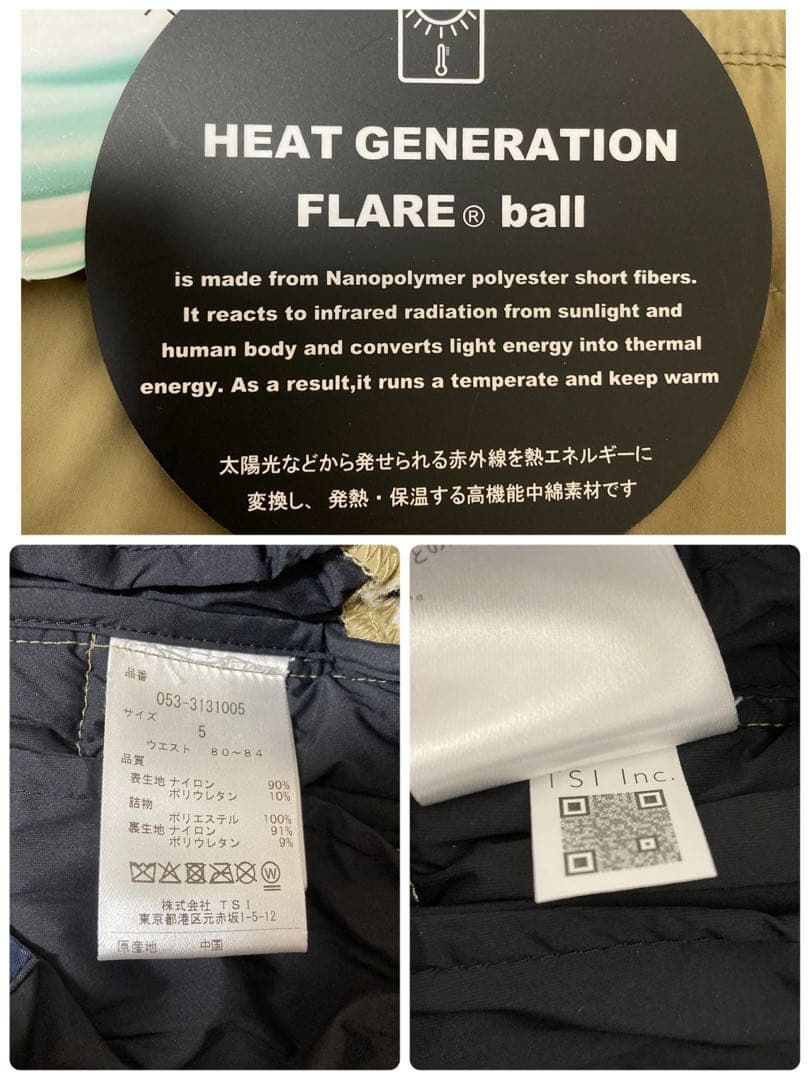 HEAT GENERATION
FLARE® ball
is made from Nanopolymer polyester short fibers.
It reacts to infrared radiation from sunlight and
human body and converts light energy into thermal
energy. As a result,it runs a temperate and keep warm
太陽光などから発せられる赤外線を熱エネルギーに
変換し、発熱・保温する高機能中綿素材です
品番
053-3131005
サイズ
5
ウエスト 80~84
品質
表生地 ナイロン 90%
ポリウレタン 10%
詰物
ポリエステル 100%
裏生地 ナイロン 91%
ポリウレタン 9%
W
株式会社 TSI
東京都港区元赤坂1-5-12
原産地 中国
TSI Inc.